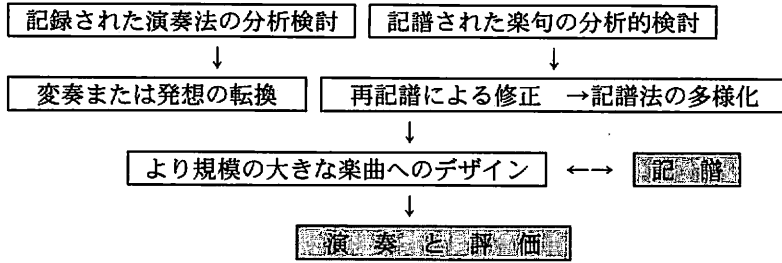 記録された演奏法の分析検討 記譜された楽句の分析的検討
↓ ↓
変奏または発想の転換 再記譜による修正 →記譜法の多様化
↓
より規模の大きな楽曲へのデザイン ←→ 記 譜
↓
演 奏 と 評 価